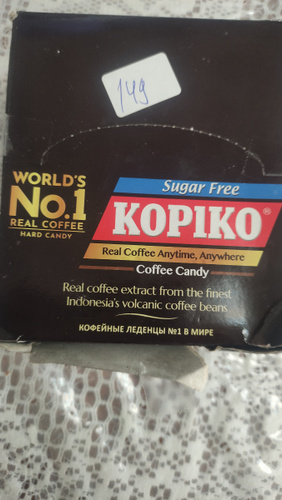 149
WORLD'S
No.1
REAL COFFEE
HARD CANDY
Sugar Free
KOPIKO®
Real Coffee Anytime, Anywhere
Coffee Candy
Real coffee extract from the finest
Indonesia's volcanic coffee beans
КОФЕЙНЫЕ ЛЕДЕНЦЫ №1 В МИРЕ